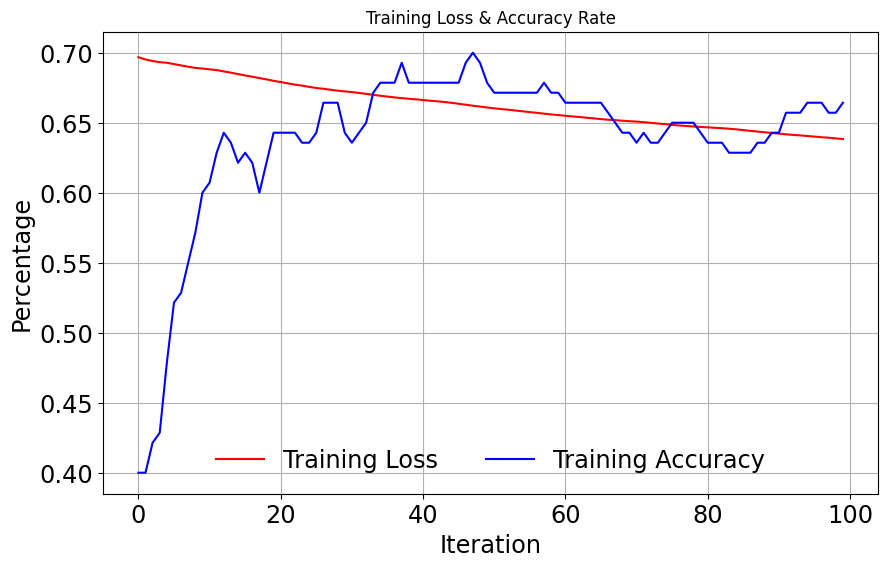 Training Loss & Accuracy Rate
0.70
0.65
0.60
0.55
0.50
0.45
0.40
Percentage
Training Loss
Training Accuracy
0
20
40
60
80
100
Iteration